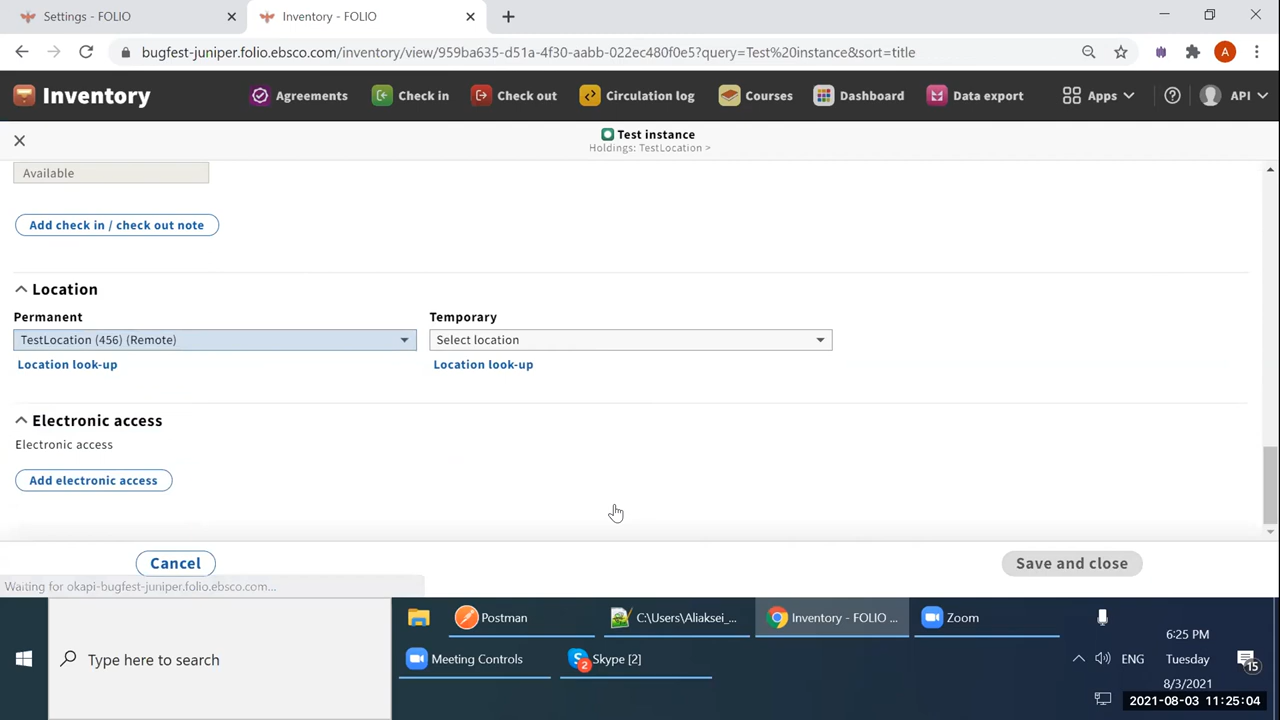 Settings - FOLIO
Inventory - FOLIO
bugfest-juniper.folio.ebsco.com/inventory/view/959ba635-d51a-4f30-aabb-022ec480f0e5?query=Test%20instance&sort=title
A
Inventory
Agreements
Check in
Check out
Circulation log
Courses
Dashboard
Data export
Apps
API
Test instance
Holdings: TestLocation >
Available
Add check in / check out note
Location
Permanent
Temporary
TestLocation (456) (Remote)
Select location
Location look-up
Location look-up
Electronic access
Electronic access
Add electronic access
Cancel
Save and close
Waiting for okapi-bugfest-juniper.folio.ebsco.com...
Postman
C:\Users\Aliaksei_...
Inventory - FOLIO ...
Zoom
6:25 PM
Type here to search
Meeting Controls
2
Skype [2]
ENG
Tuesday
15
8/3/2021
2021-08-03 11:25:04